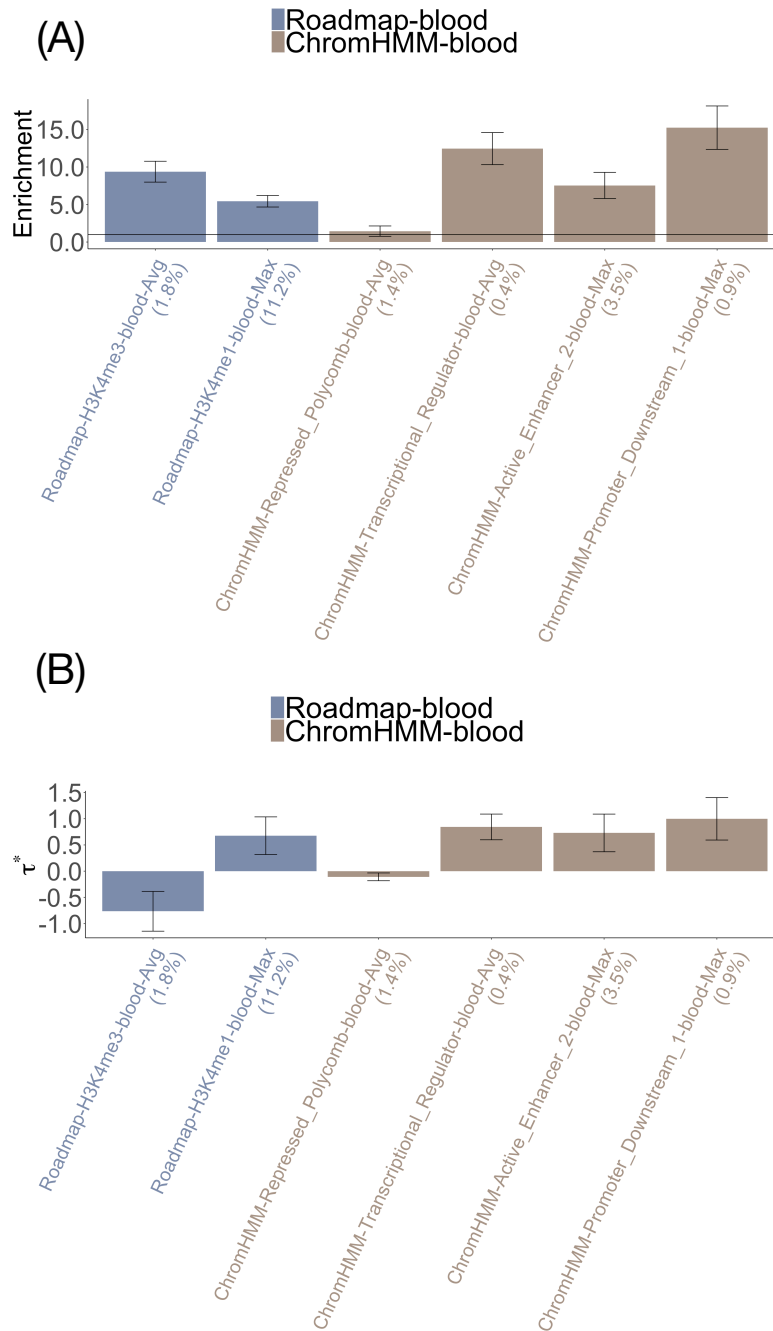 (A)
Roadmap-blood
ChromHMM-blood
Enrichment
15.0
10.0
5.0
0.0
Roadmap-H3K4me3-blood-Avg
(1.8%)
Roadmap-H3K4me1-blood-Max
(11.2%)
ChromHMM-Repressed_Polycomb-blood-Avg
(1.4%)
ChromHMM-Transcriptional_Regulator-blood-Avg
(0.4%)
ChromHMM-Active_Enhancer_2-blood-Max
(3.5%)
ChromHMM-Promoter_Downstream_1-blood-Max
(0.9%)
(B)
Roadmap-blood
ChromHMM-blood
τ*
1.5
1.0
0.5
0.0
-0.5
-1.0
Roadmap-H3K4me3-blood-Avg
(1.8%)
Roadmap-H3K4me1-blood-Max
(11.2%)
ChromHMM-Repressed_Polycomb-blood-Avg
(1.4%)
ChromHMM-Transcriptional_Regulator-blood-Avg
(0.4%)
ChromHMM-Active_Enhancer_2-blood-Max
(3.5%)
ChromHMM-Promoter_Downstream_1-blood-Max
(0.9%)